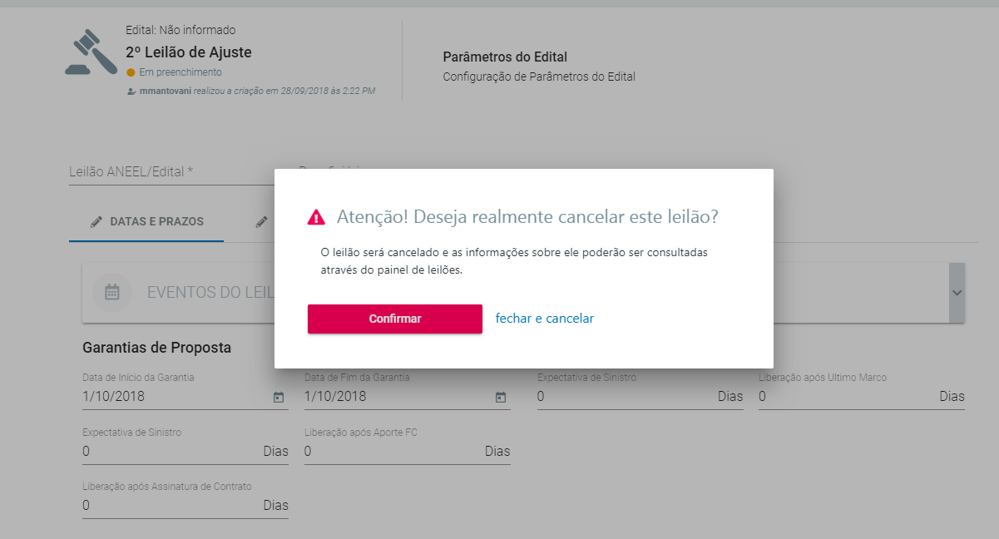 Edital: Não informado
2º Leilão de Ajuste
Em preenchimento
mmantovani realizou a criação em 28/09/2018 às 2:22 PM
Parâmetros do Edital
Configuração de Parâmetros do Edital
Leilão ANEEL/Edital *
DATAS E PRAZOS
Atenção! Deseja realmente cancelar este leilão?
O leilão será cancelado e as informações sobre ele poderão ser consultadas
através do painel de leilões.
Confirmar
fechar e cancelar
EVENTOS DO LEIL
Garantias de Proposta
Data de Início da Garantia
1/10/2018
Data de Fim da Garantia
1/10/2018
Expectativa de Sinistro
0 Dias
Liberação após Ultimo Marco
0 Dias
Expectativa de Sinistro
0 Dias
Liberação após Aporte FC
0 Dias
Liberação após Assinatura de Contrato
0 Dias